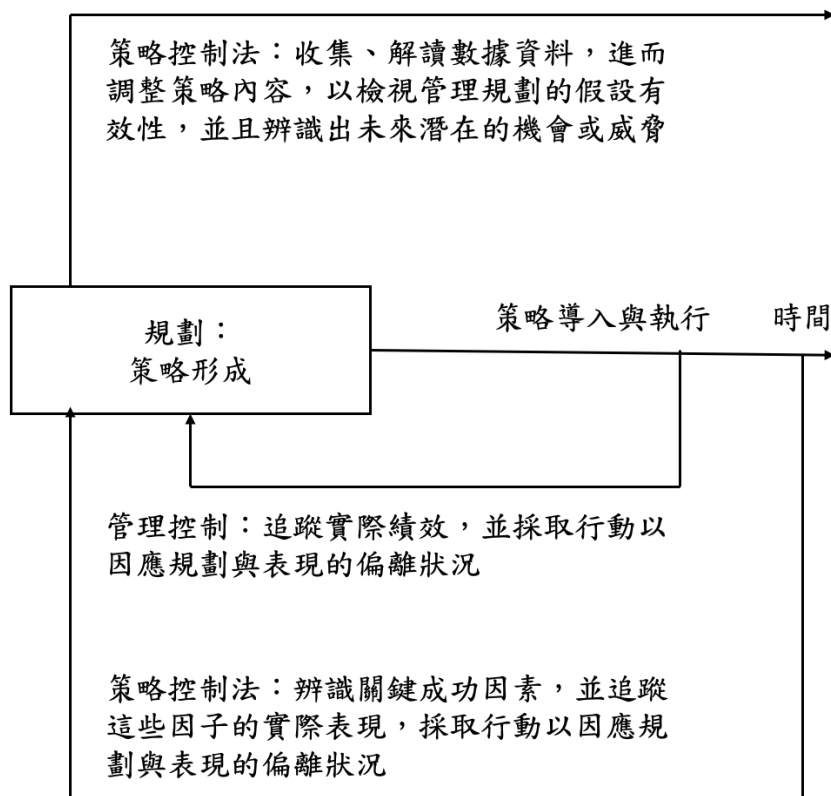 策略控制法：收集、解讀數據資料，進而
調整策略內容，以檢視管理規劃的假設有
效性，並且辨識出未來潛在的機會或威脅
策略導入與執行
時間
規劃：
策略形成
管理控制：追蹤實際績效，並採取行動以
因應規劃與表現的偏離狀況
策略控制法：辨識關鍵成功因素，並追蹤
這些因子的實際表現，採取行動以因應規
劃與表現的偏離狀況